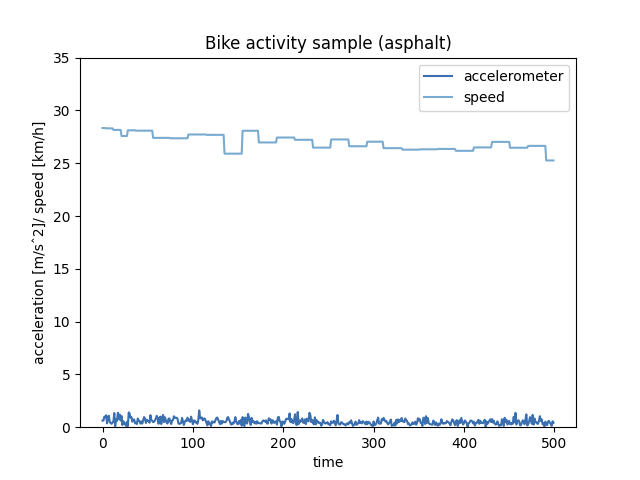 Bike activity sample (asphalt)
accelerometer
speed
35
30
25
20
15
10
5
0
acceleration [m/sˆ2]/ speed [km/h]
0 100 200 300 400 500
time